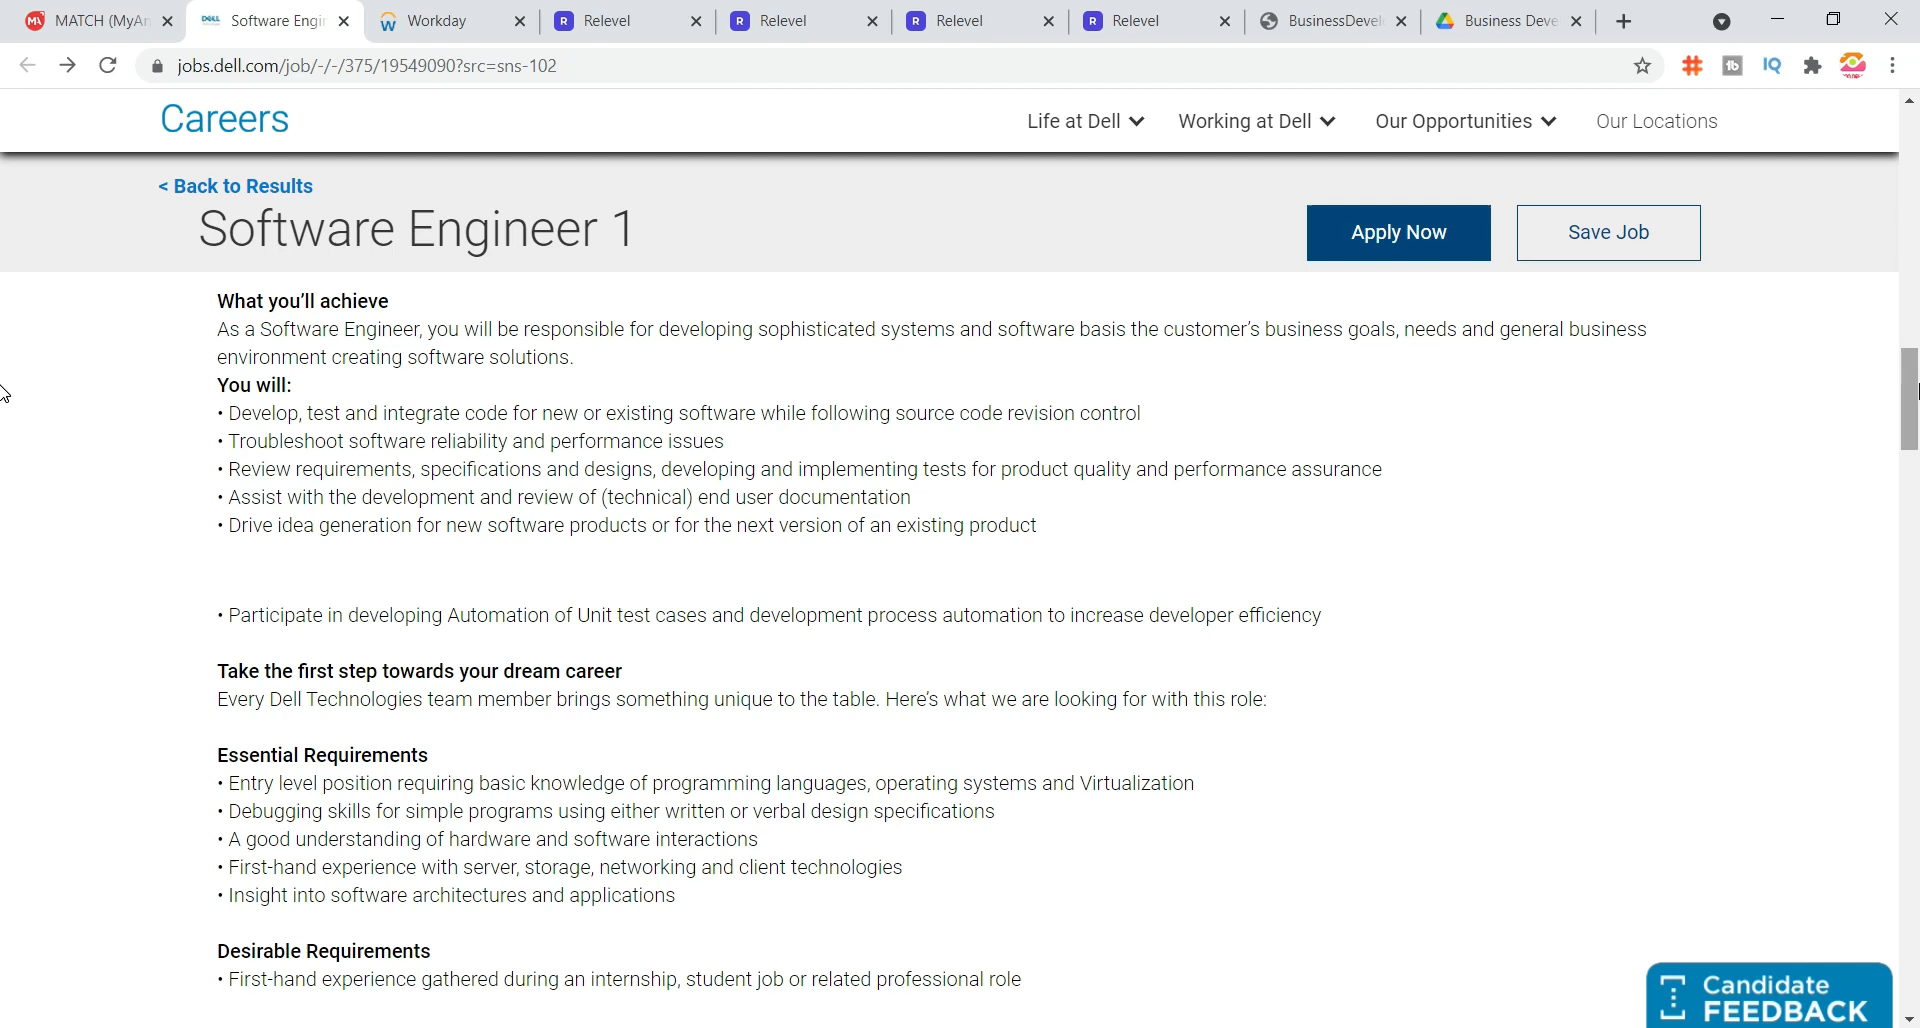 MATCH (MyAn
DELL Software Engin
Workday
Relevel
Relevel
Relevel
Relevel
BusinessDevel
Business Deve
jobs.dell.com/job/-/-/375/19549090?src=sns-102
Careers
Life at Dell
Working at Dell
Our Opportunities
Our Locations
< Back to Results
Software Engineer 1
Apply Now
Save Job
What you'll achieve
As a Software Engineer, you will be responsible for developing sophisticated systems and software basis the customer's business goals, needs and general business
environment creating software solutions.
You will:
• Develop, test and integrate code for new or existing software while following source code revision control
• Troubleshoot software reliability and performance issues
• Review requirements, specifications and designs, developing and implementing tests for product quality and performance assurance
• Assist with the development and review of (technical) end user documentation
• Drive idea generation for new software products or for the next version of an existing product
• Participate in developing Automation of Unit test cases and development process automation to increase developer efficiency
Take the first step towards your dream career
Every Dell Technologies team member brings something unique to the table. Here's what we are looking for with this role:
Essential Requirements
• Entry level position requiring basic knowledge of programming languages, operating systems and Virtualization
• Debugging skills for simple programs using either written or verbal design specifications
• A good understanding of hardware and software interactions
• First-hand experience with server, storage, networking and client technologies
• Insight into software architectures and applications
Desirable Requirements
• First-hand experience gathered during an internship, student job or related professional role
Candidate
FEEDBACK